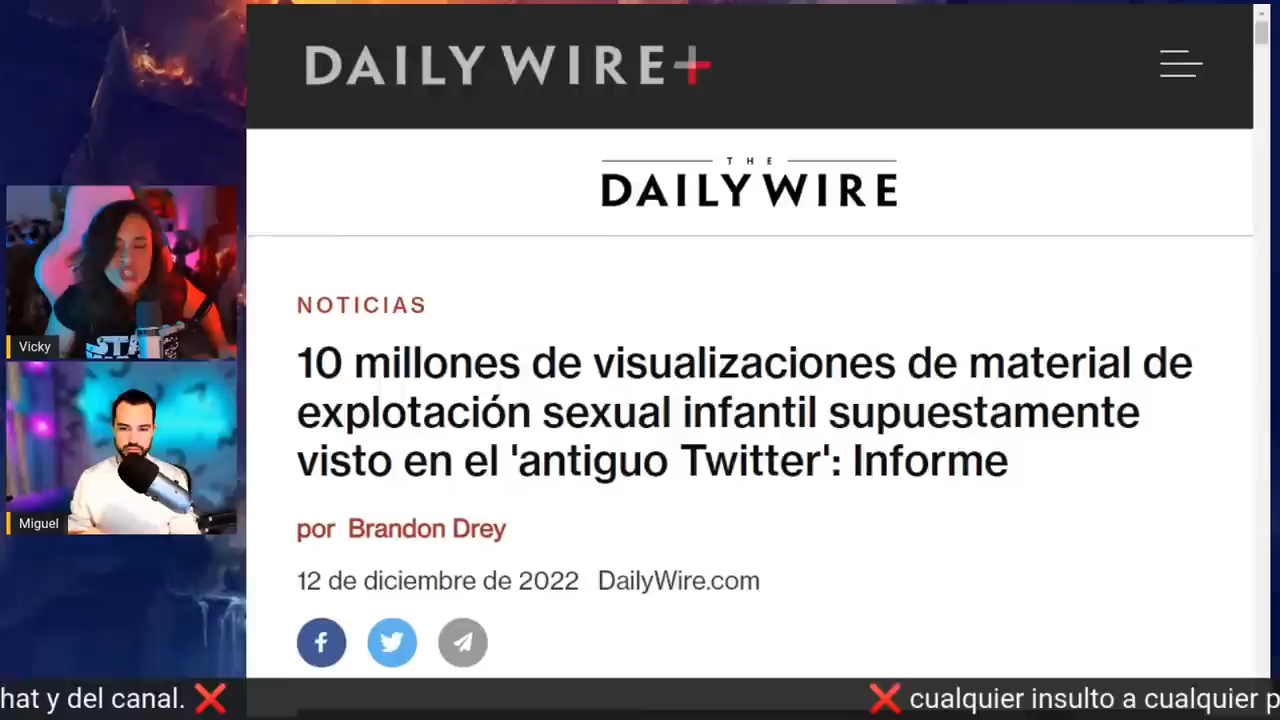 DAILY WIRE+
THE
DAILY WIRE
NOTICIAS
10 millones de visualizaciones de material de
explotación sexual infantil supuestamente
visto en el 'antiguo Twitter': Informe
por Brandon Drey
12 de diciembre de 2022 DailyWire.com
Vicky
Miguel
hat y del canal. ❌ ❌ cualquier insulto a cualquier p